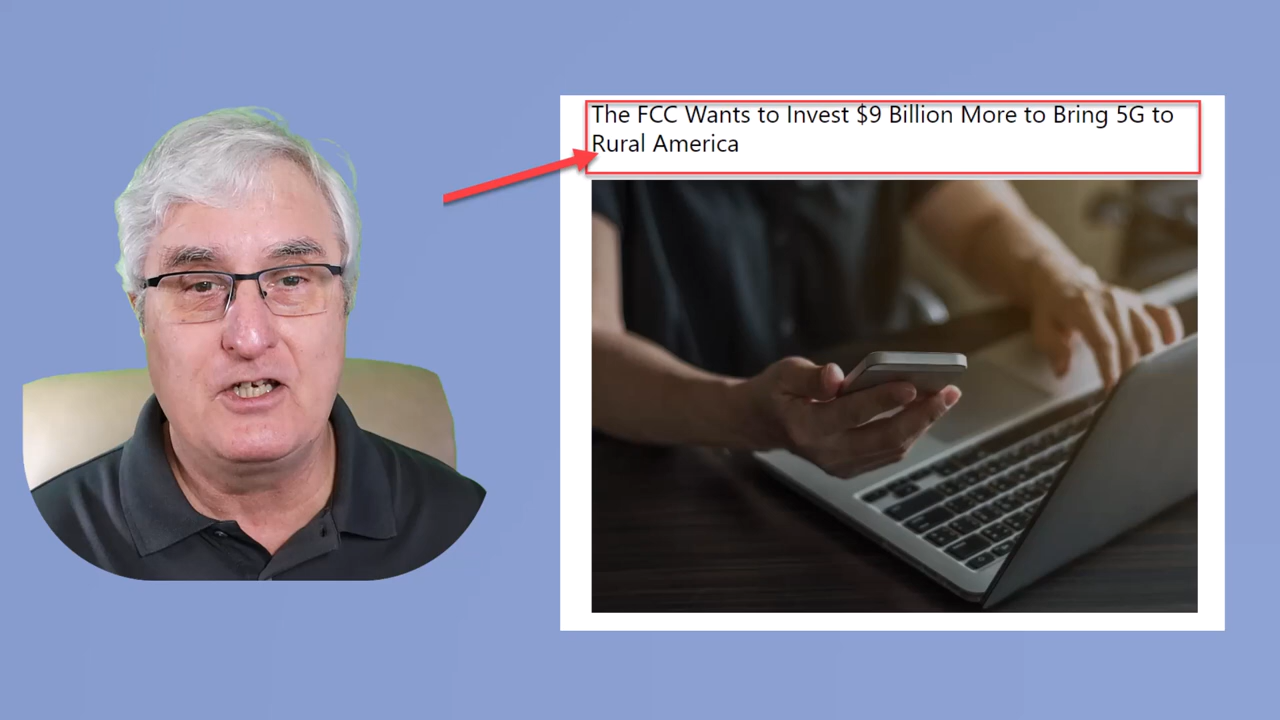 The FCC Wants to Invest $9 Billion More to Bring 5G to
Rural America